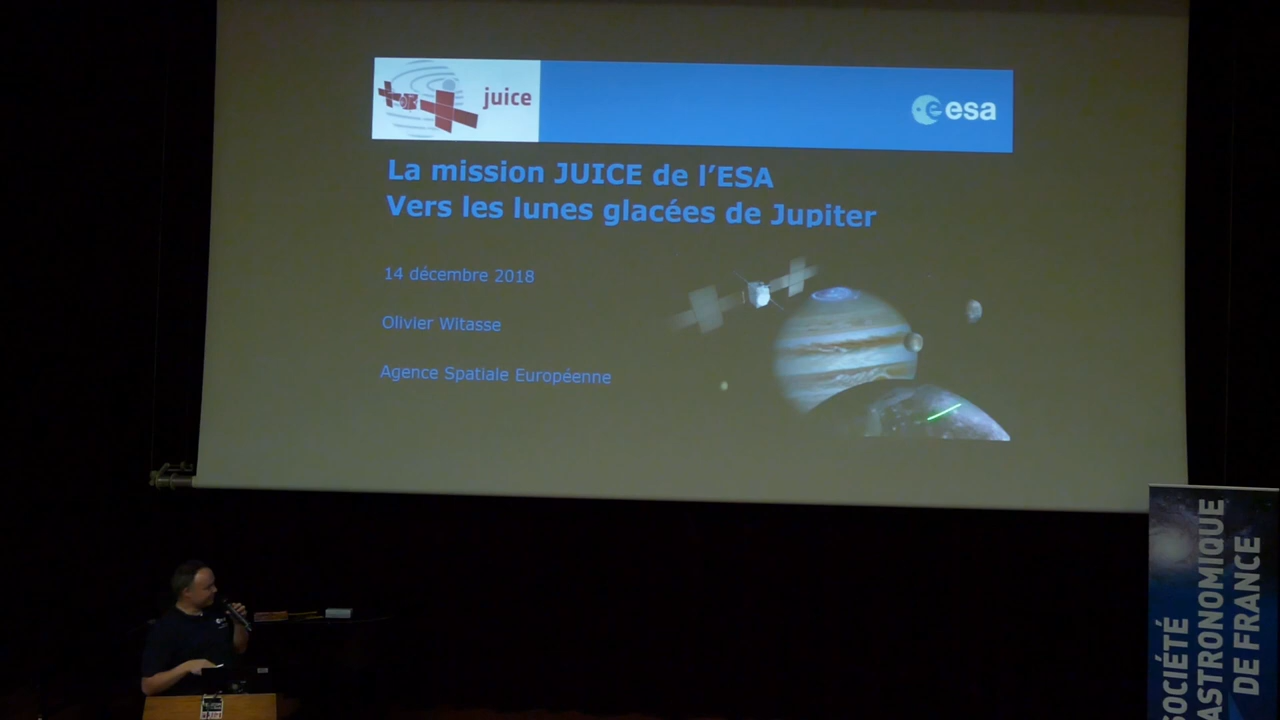 juice
esa
La mission JUICE de l'ESA
Vers les lunes glacées de Jupiter
14 décembre 2018
Olivier Witasse
Agence Spatiale Européenne
SOCIÉTÉ
ASTRONOMIQUE
DE FRANCE